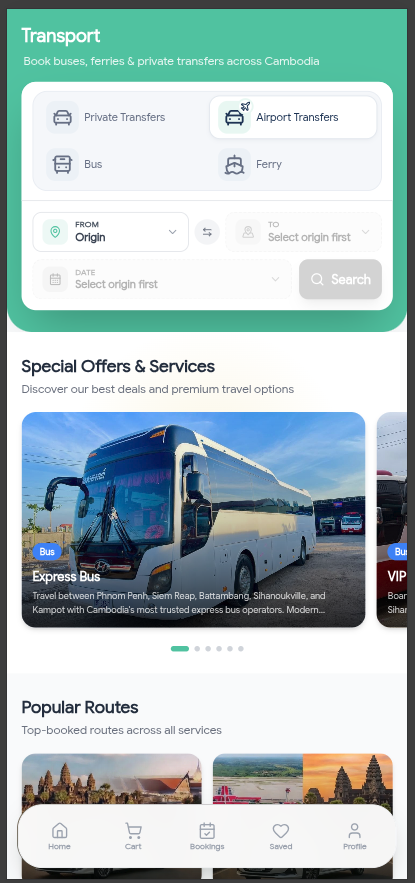 Transport
Book buses, ferries & private transfers across Cambodia
Private Transfers
Airport Transfers
Bus
Ferry
FROM
Origin
TO
Select origin first
DATE
Select origin first
Search
Special Offers & Services
Discover our best deals and premium travel options
Bus
Express Bus
Travel between Phnom Penh, Siem Reap, Battambang, Sihanoukville, and
Kampot with Cambodia's most trusted express bus operators. Modern...
Bus
VIP
Boar
Sihan
Popular Routes
Top-booked routes across all services
Home
Cart
Bookings
Saved
Profile